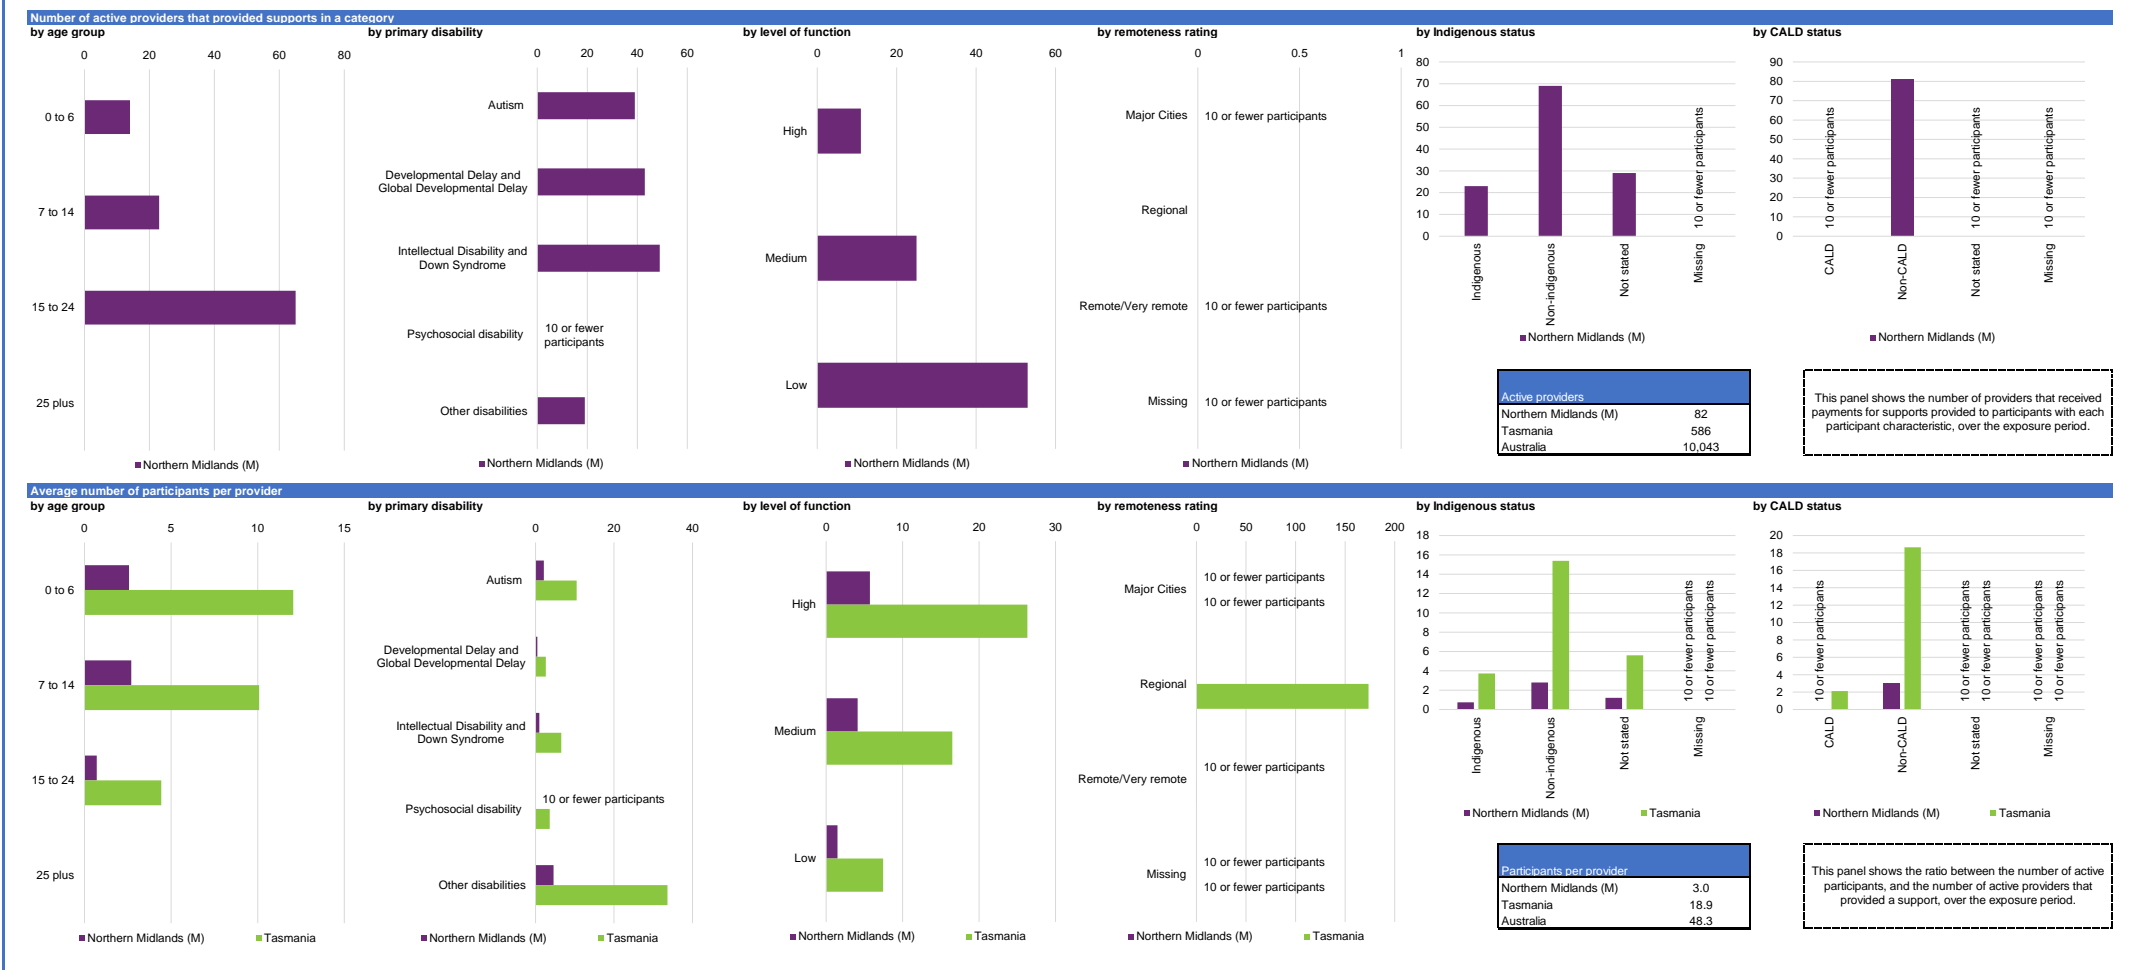 Number of active providers that provided supports in a category
by age group
0 20 40 60 80
0 to 6
7 to 14
15 to 24
25 plus
Northern Midlands (M)
by primary disability
0 20 40 60
Autism
Developmental Delay and
Global Developmental Delay
Intellectual Disability and
Down Syndrome
Psychosocial disability
10 or fewer
participants
Other disabilities
Northern Midlands (M)
by level of function
0 20 40 60
High
Medium
Low
Northern Midlands (M)
by remoteness rating
0 0.5 1
Major Cities 10 or fewer participants
Regional
Remote/Very remote 10 or fewer participants
Missing 10 or fewer participants
Northern Midlands (M)
by Indigenous status
80
70
60
50
40
30
20
10
0
10 or fewer participants
Indigenous
Non-indigenous
Not stated
Missing
Northern Midlands (M)
by CALD status
90
80
70
60
50
40
30
20
10
0
10 or fewer participants
10 or fewer participants
10 or fewer participants
CALD
Non-CALD
Not stated
Missing
Northern Midlands (M)
Active providers
Northern Midlands (M) 82
Tasmania 586
Australia 10,043
This panel shows the number of providers that received
payments for supports provided to participants with each
participant characteristic, over the exposure period.
Average number of participants per provider
by age group
0 5 10 15
0 to 6
7 to 14
15 to 24
25 plus
Northern Midlands (M) Tasmania
by primary disability
0 20 40
Autism
Developmental Delay and
Global Developmental Delay
Intellectual Disability and
Down Syndrome
Psychosocial disability
10 or fewer participants
Other disabilities
Northern Midlands (M) Tasmania
by level of function
0 10 20 30
High
Medium
Low
Northern Midlands (M) Tasmania
by remoteness rating
0 50 100 150 200
Major Cities
10 or fewer participants
10 or fewer participants
Regional
Remote/Very remote
10 or fewer participants
Missing
10 or fewer participants
10 or fewer participants
Northern Midlands (M) Tasmania
by Indigenous status
18
16
14
12
10
8
6
4
2
0
10 or fewer participants
10 or fewer participants
Indigenous
Non-indigenous
Not stated
Missing
Northern Midlands (M) Tasmania
by CALD status
20
18
16
14
12
10
8
6
4
2
0
10 or fewer participants
10 or fewer participants
10 or fewer participants
10 or fewer participants
10 or fewer participants
CALD
Non-CALD
Not stated
Missing
Northern Midlands (M) Tasmania
Participants per provider
Northern Midlands (M) 3.0
Tasmania 18.9
Australia 48.3
This panel shows the ratio between the number of active
participants, and the number of active providers that
provided a support, over the exposure period.